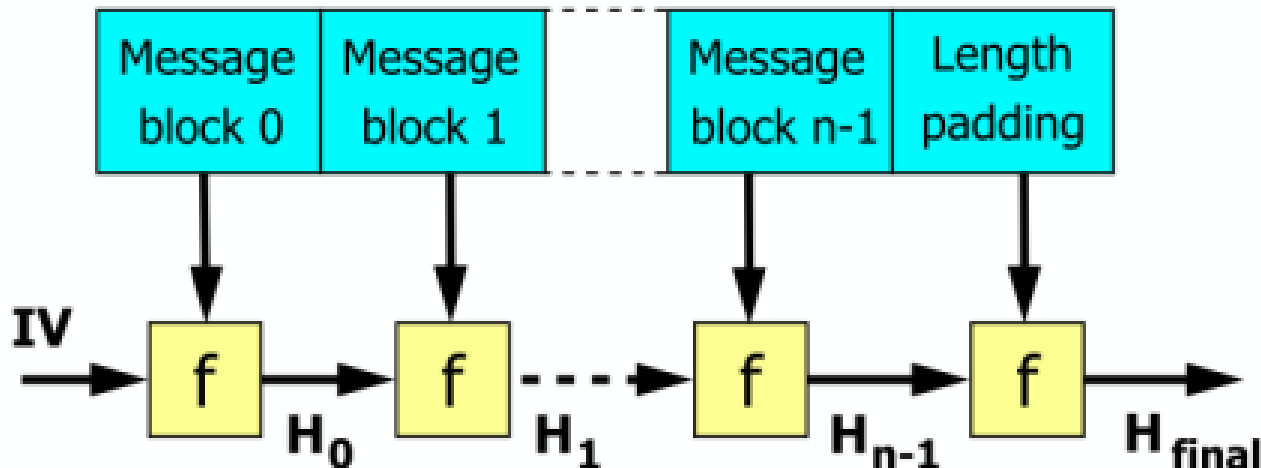 Message
block 0
Message
block 1
Message
block n-1
Length
padding
IV
f
f
f
f
H0
H1
Hn-1
Hfinal